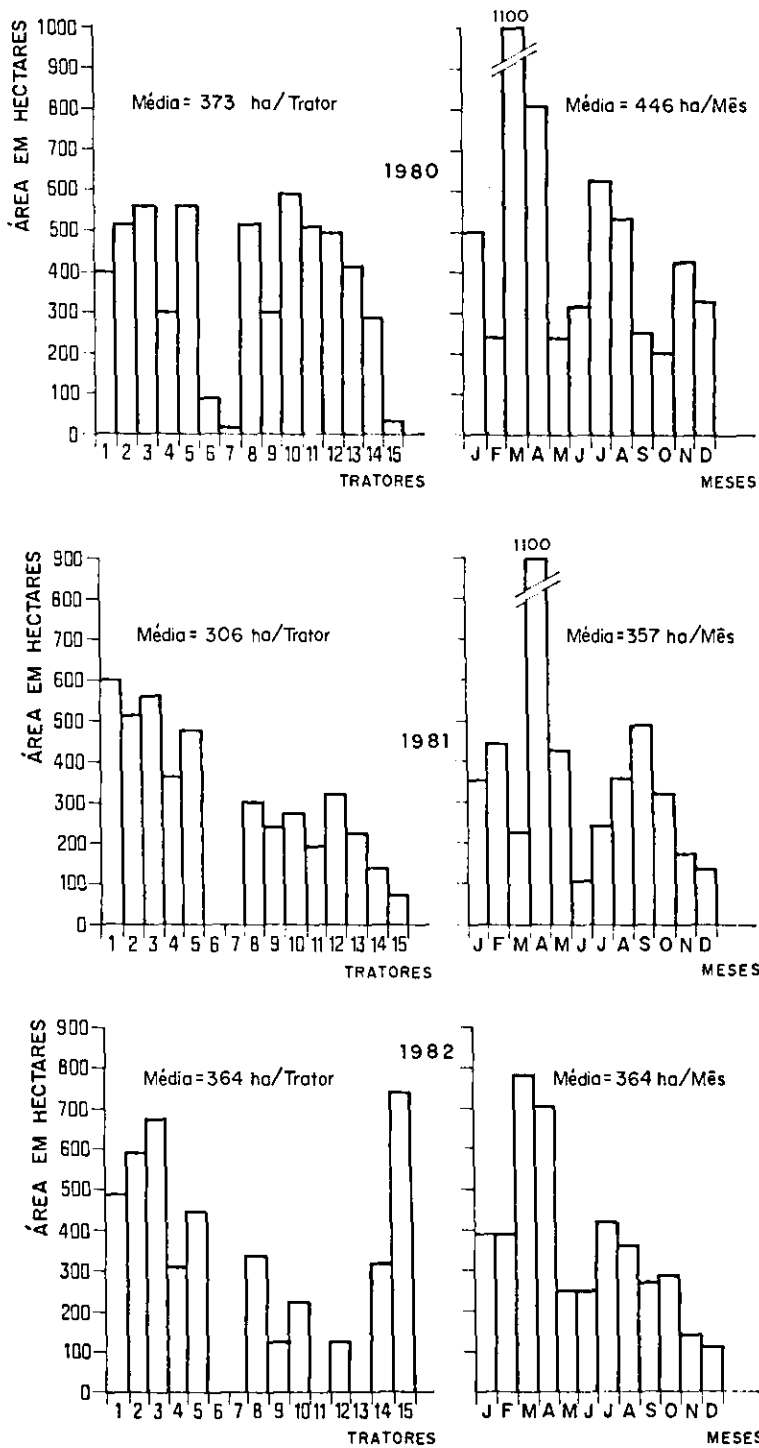 1100
ÁREA EM HECTARES
1000
900
800
700
600
500
400
300
200
100
0
Média = 373 ha/Trator
1 2 3 4 5 6 7 8 9 10 11 12 13 14 15
TRATORES
1980
Média = 446 ha/Mês
J F M A M J J A S O N D
MESES
1100
ÁREA EM HECTARES
900
800
700
600
500
400
300
200
100
0
Média = 306 ha/Trator
1 2 3 4 5 6 7 8 9 10 11 12 13 14 15
TRATORES
1981
Média = 357 ha/Mês
J F M A M J J A S O N D
MESES
ÁREA EM HECTARES
900
800
700
600
500
400
300
200
100
0
Média = 364 ha/Trator
1 2 3 4 5 6 7 8 9 10 11 12 13 14 15
TRATORES
1982
Média = 364 ha/Mês
J F M A M J J A S O N D
MESES